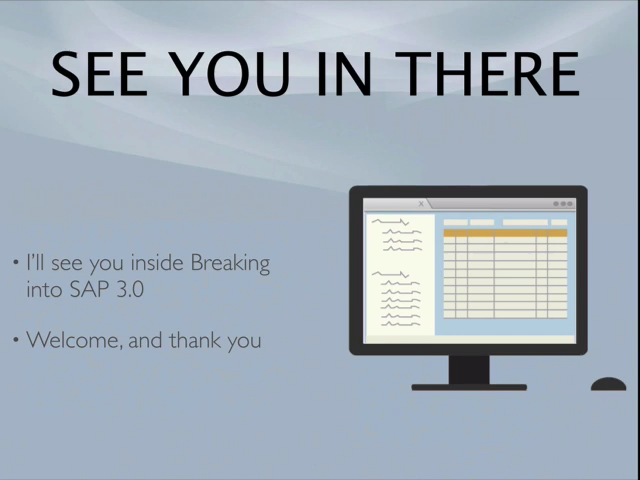 SEE YOU IN THERE
• I'll see you inside Breaking
into SAP 3.0
• Welcome, and thank you
X